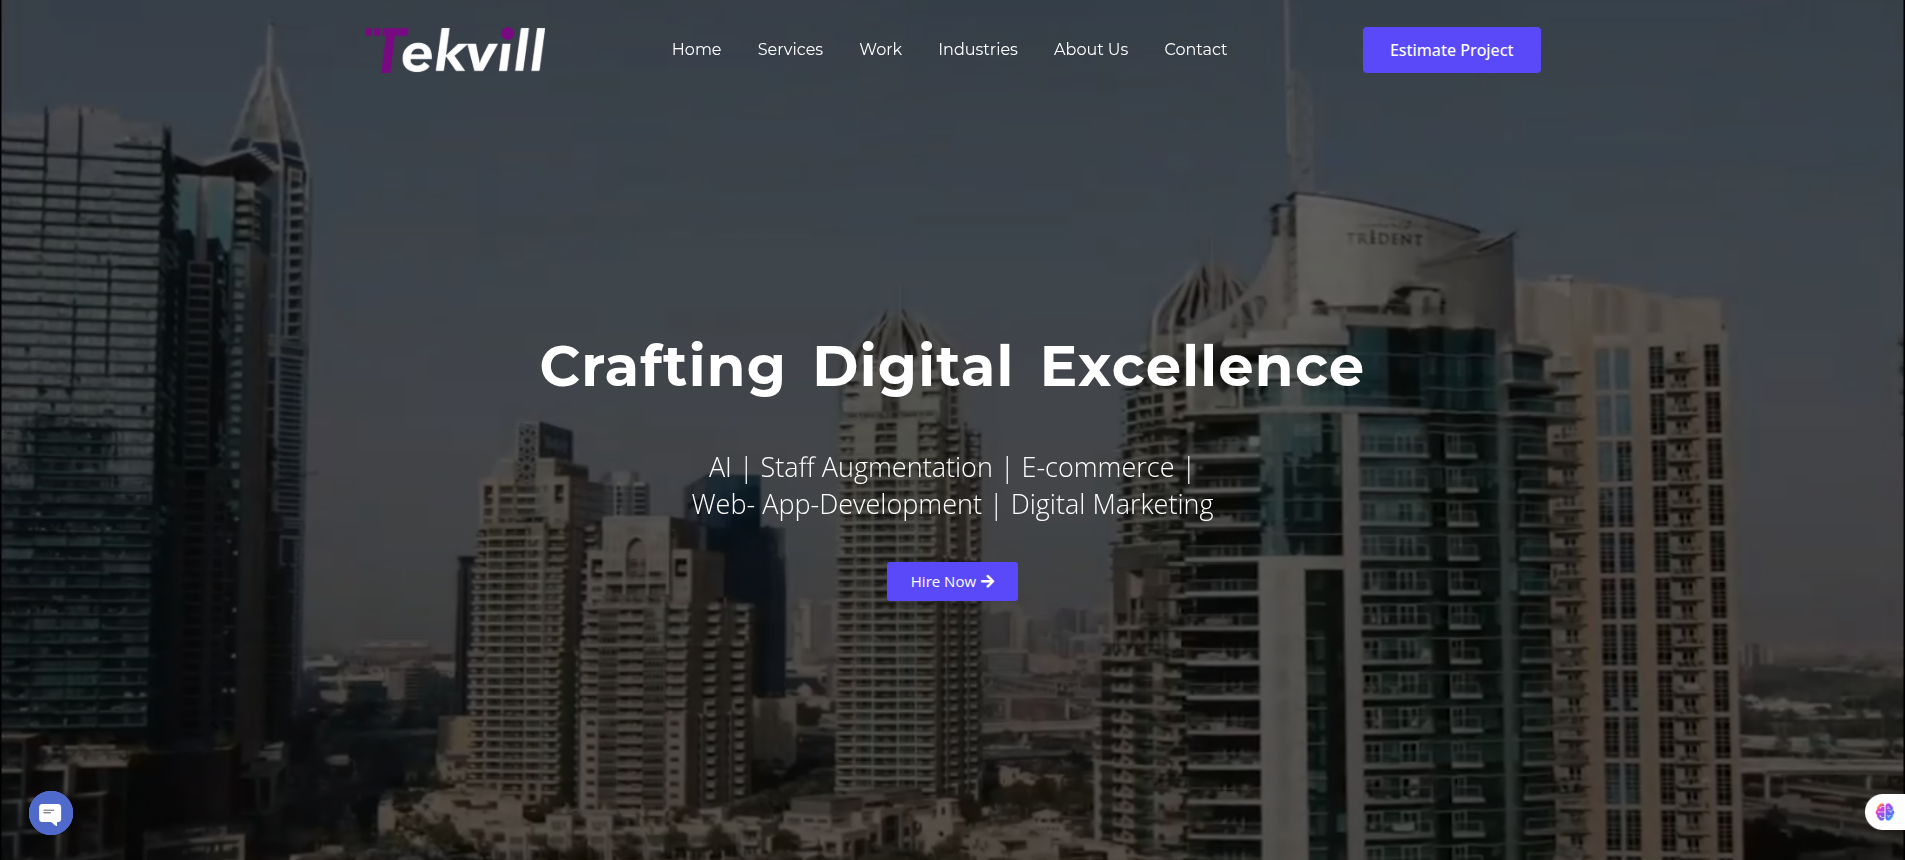 Tekvill
Home Services Work Industries About Us Contact
Estimate Project
TRIDENT
Crafting Digital Excellence
AI | Staff Augmentation | E-commerce |
Web- App-Development | Digital Marketing
Hire Now